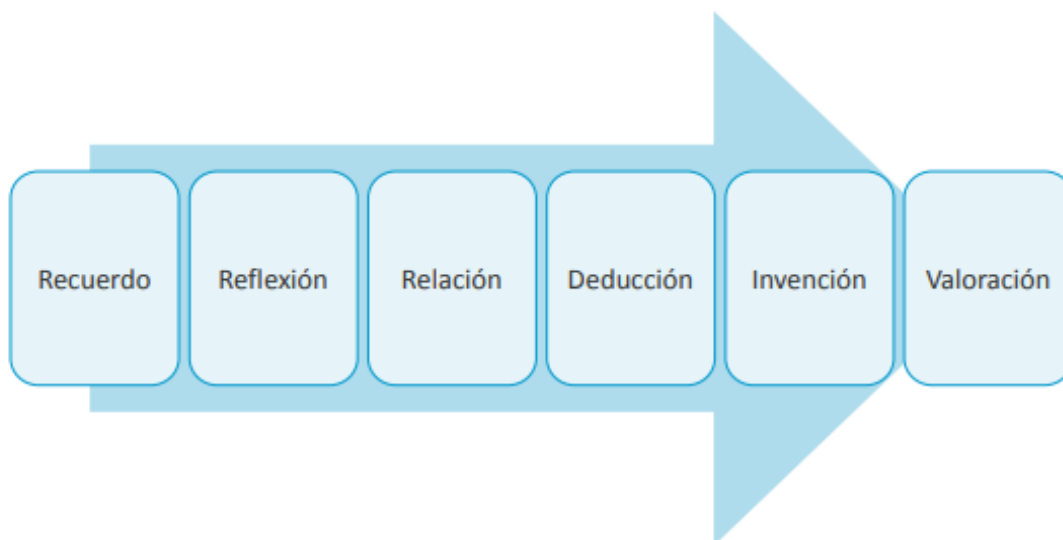 Recuerdo
Reflexión
Relación
Deducción
Invención
Valoración